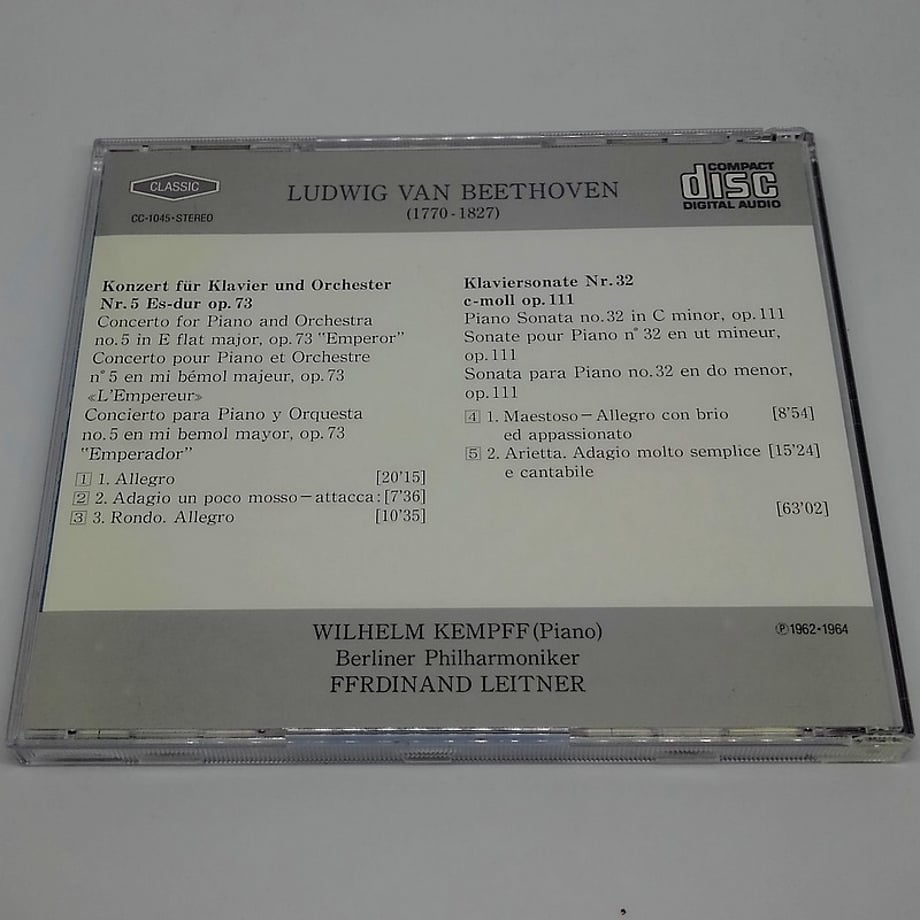 CLASSIC
CC-1045•STEREO
LUDWIG VAN BEETHOVEN
(1770-1827)
COMPACT
disc
DIGITAL AUDIO
Konzert für Klavier und Orchester
Nr. 5 Es-dur op. 73
Concerto for Piano and Orchestra
no. 5 in E flat major, op. 73 "Emperor"
Concerto pour Piano et Orchestre
n° 5 en mi bémol majeur, op. 73
«L'Empereur»
Concierto para Piano y Orquesta
no. 5 en mi bemol mayor, op. 73
"Emperador"
1 1. Allegro [20'15]
2 2. Adagio un poco mosso—attacca: [7'36]
3 3. Rondo. Allegro [10'35]
Klaviersonate Nr. 32
c-moll op. 111
Piano Sonata no. 32 in C minor, op. 111
Sonate pour Piano n° 32 en ut mineur,
op. 111
Sonata para Piano no. 32 en do menor,
op. 111
4 1. Maestoso—Allegro con brio [8'54]
ed appassionato
5 2. Arietta. Adagio molto semplice [15'24]
e cantabile
[63'02]
WILHELM KEMPFF (Piano)
Berliner Philharmoniker
FFRDINAND LEITNER
Ⓟ1962•1964